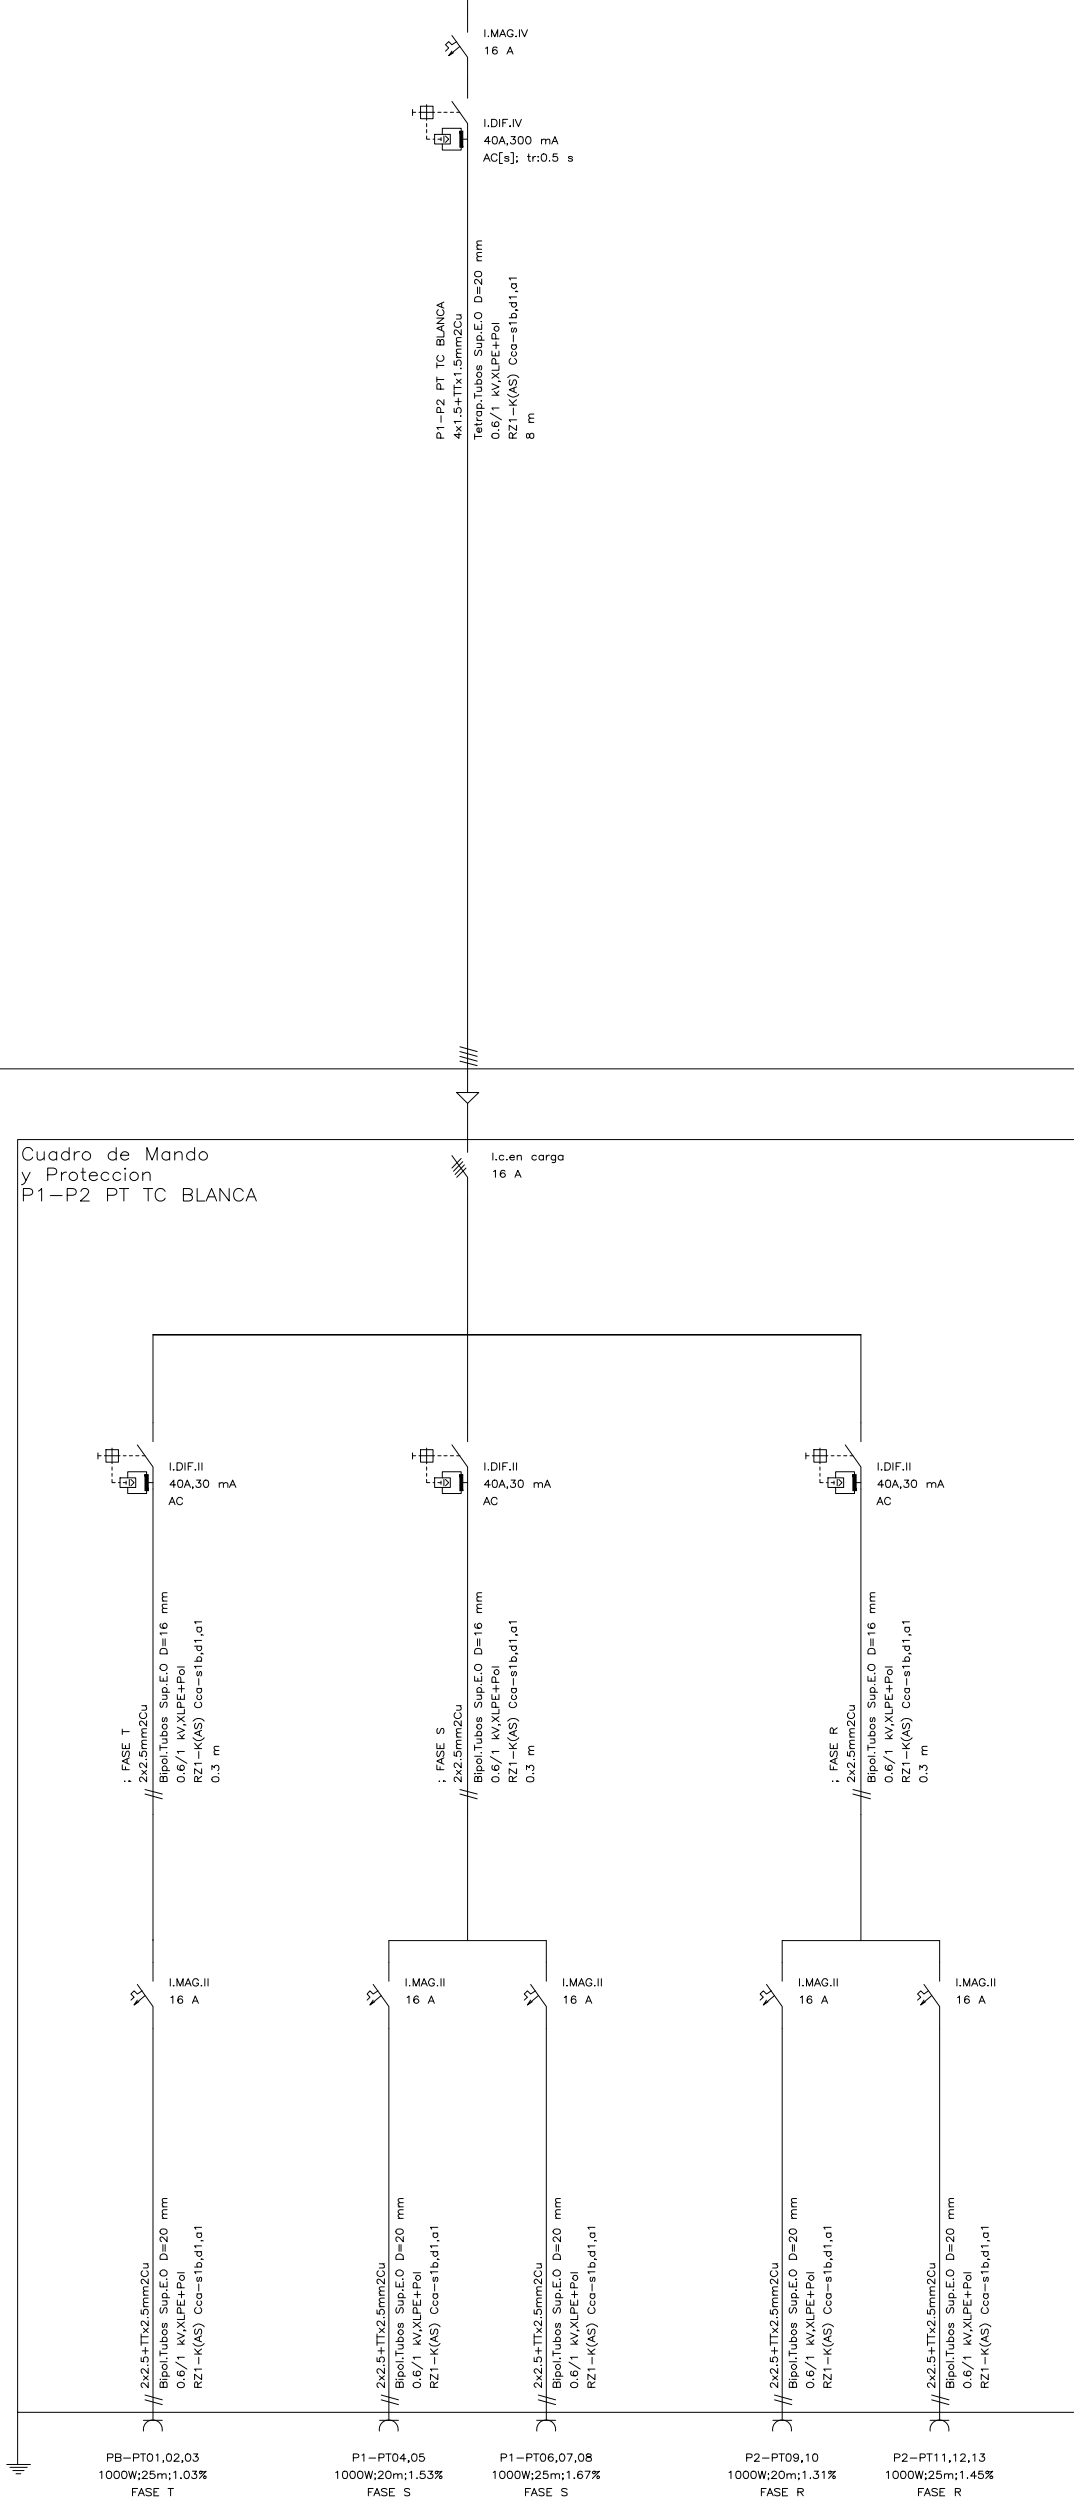 I.MAG.IV
16 A
I.DIF.IV
40A,300 mA
AC[s]; tr:0.5 s
P1-P2 PT TC BLANCA
4x1.5+TTx1.5mm2Cu
Tetrap.Tubos Sup.E.O D=20 mm
0.6/1 kV,XLPE+Pol
RZ1-K(AS) Cca-s1b,d1,a1
8 m
Cuadro de Mando
y Proteccion
P1-P2 PT TC BLANCA
I.c.en carga
16 A
I.DIF.II
40A,30 mA
AC
I.DIF.II
40A,30 mA
AC
I.DIF.II
40A,30 mA
AC
; FASE T
2x2.5mm2Cu
Bipol.Tubos Sup.E.O D=16 mm
0.6/1 kV,XLPE+Pol
RZ1-K(AS) Cca-s1b,d1,a1
0.3 m
; FASE S
2x2.5mm2Cu
Bipol.Tubos Sup.E.O D=16 mm
0.6/1 kV,XLPE+Pol
RZ1-K(AS) Cca-s1b,d1,a1
0.3 m
; FASE R
2x2.5mm2Cu
Bipol.Tubos Sup.E.O D=16 mm
0.6/1 kV,XLPE+Pol
RZ1-K(AS) Cca-s1b,d1,a1
0.3 m
I.MAG.II
16 A
I.MAG.II
16 A
I.MAG.II
16 A
I.MAG.II
16 A
I.MAG.II
16 A
2x2.5+TTx2.5mm2Cu
Bipol.Tubos Sup.E.O D=20 mm
0.6/1 kV,XLPE+Pol
RZ1-K(AS) Cca-s1b,d1,a1
2x2.5+TTx2.5mm2Cu
Bipol.Tubos Sup.E.O D=20 mm
0.6/1 kV,XLPE+Pol
RZ1-K(AS) Cca-s1b,d1,a1
2x2.5+TTx2.5mm2Cu
Bipol.Tubos Sup.E.O D=20 mm
0.6/1 kV,XLPE+Pol
RZ1-K(AS) Cca-s1b,d1,a1
2x2.5+TTx2.5mm2Cu
Bipol.Tubos Sup.E.O D=20 mm
0.6/1 kV,XLPE+Pol
RZ1-K(AS) Cca-s1b,d1,a1
2x2.5+TTx2.5mm2Cu
Bipol.Tubos Sup.E.O D=20 mm
0.6/1 kV,XLPE+Pol
RZ1-K(AS) Cca-s1b,d1,a1
PB-PT01,02,03
1000W;25m;1.03%
FASE T
P1-PT04,05
1000W;20m;1.53%
FASE S
P1-PT06,07,08
1000W;25m;1.67%
FASE S
P2-PT09,10
1000W;20m;1.31%
FASE R
P2-PT11,12,13
1000W;25m;1.45%
FASE R